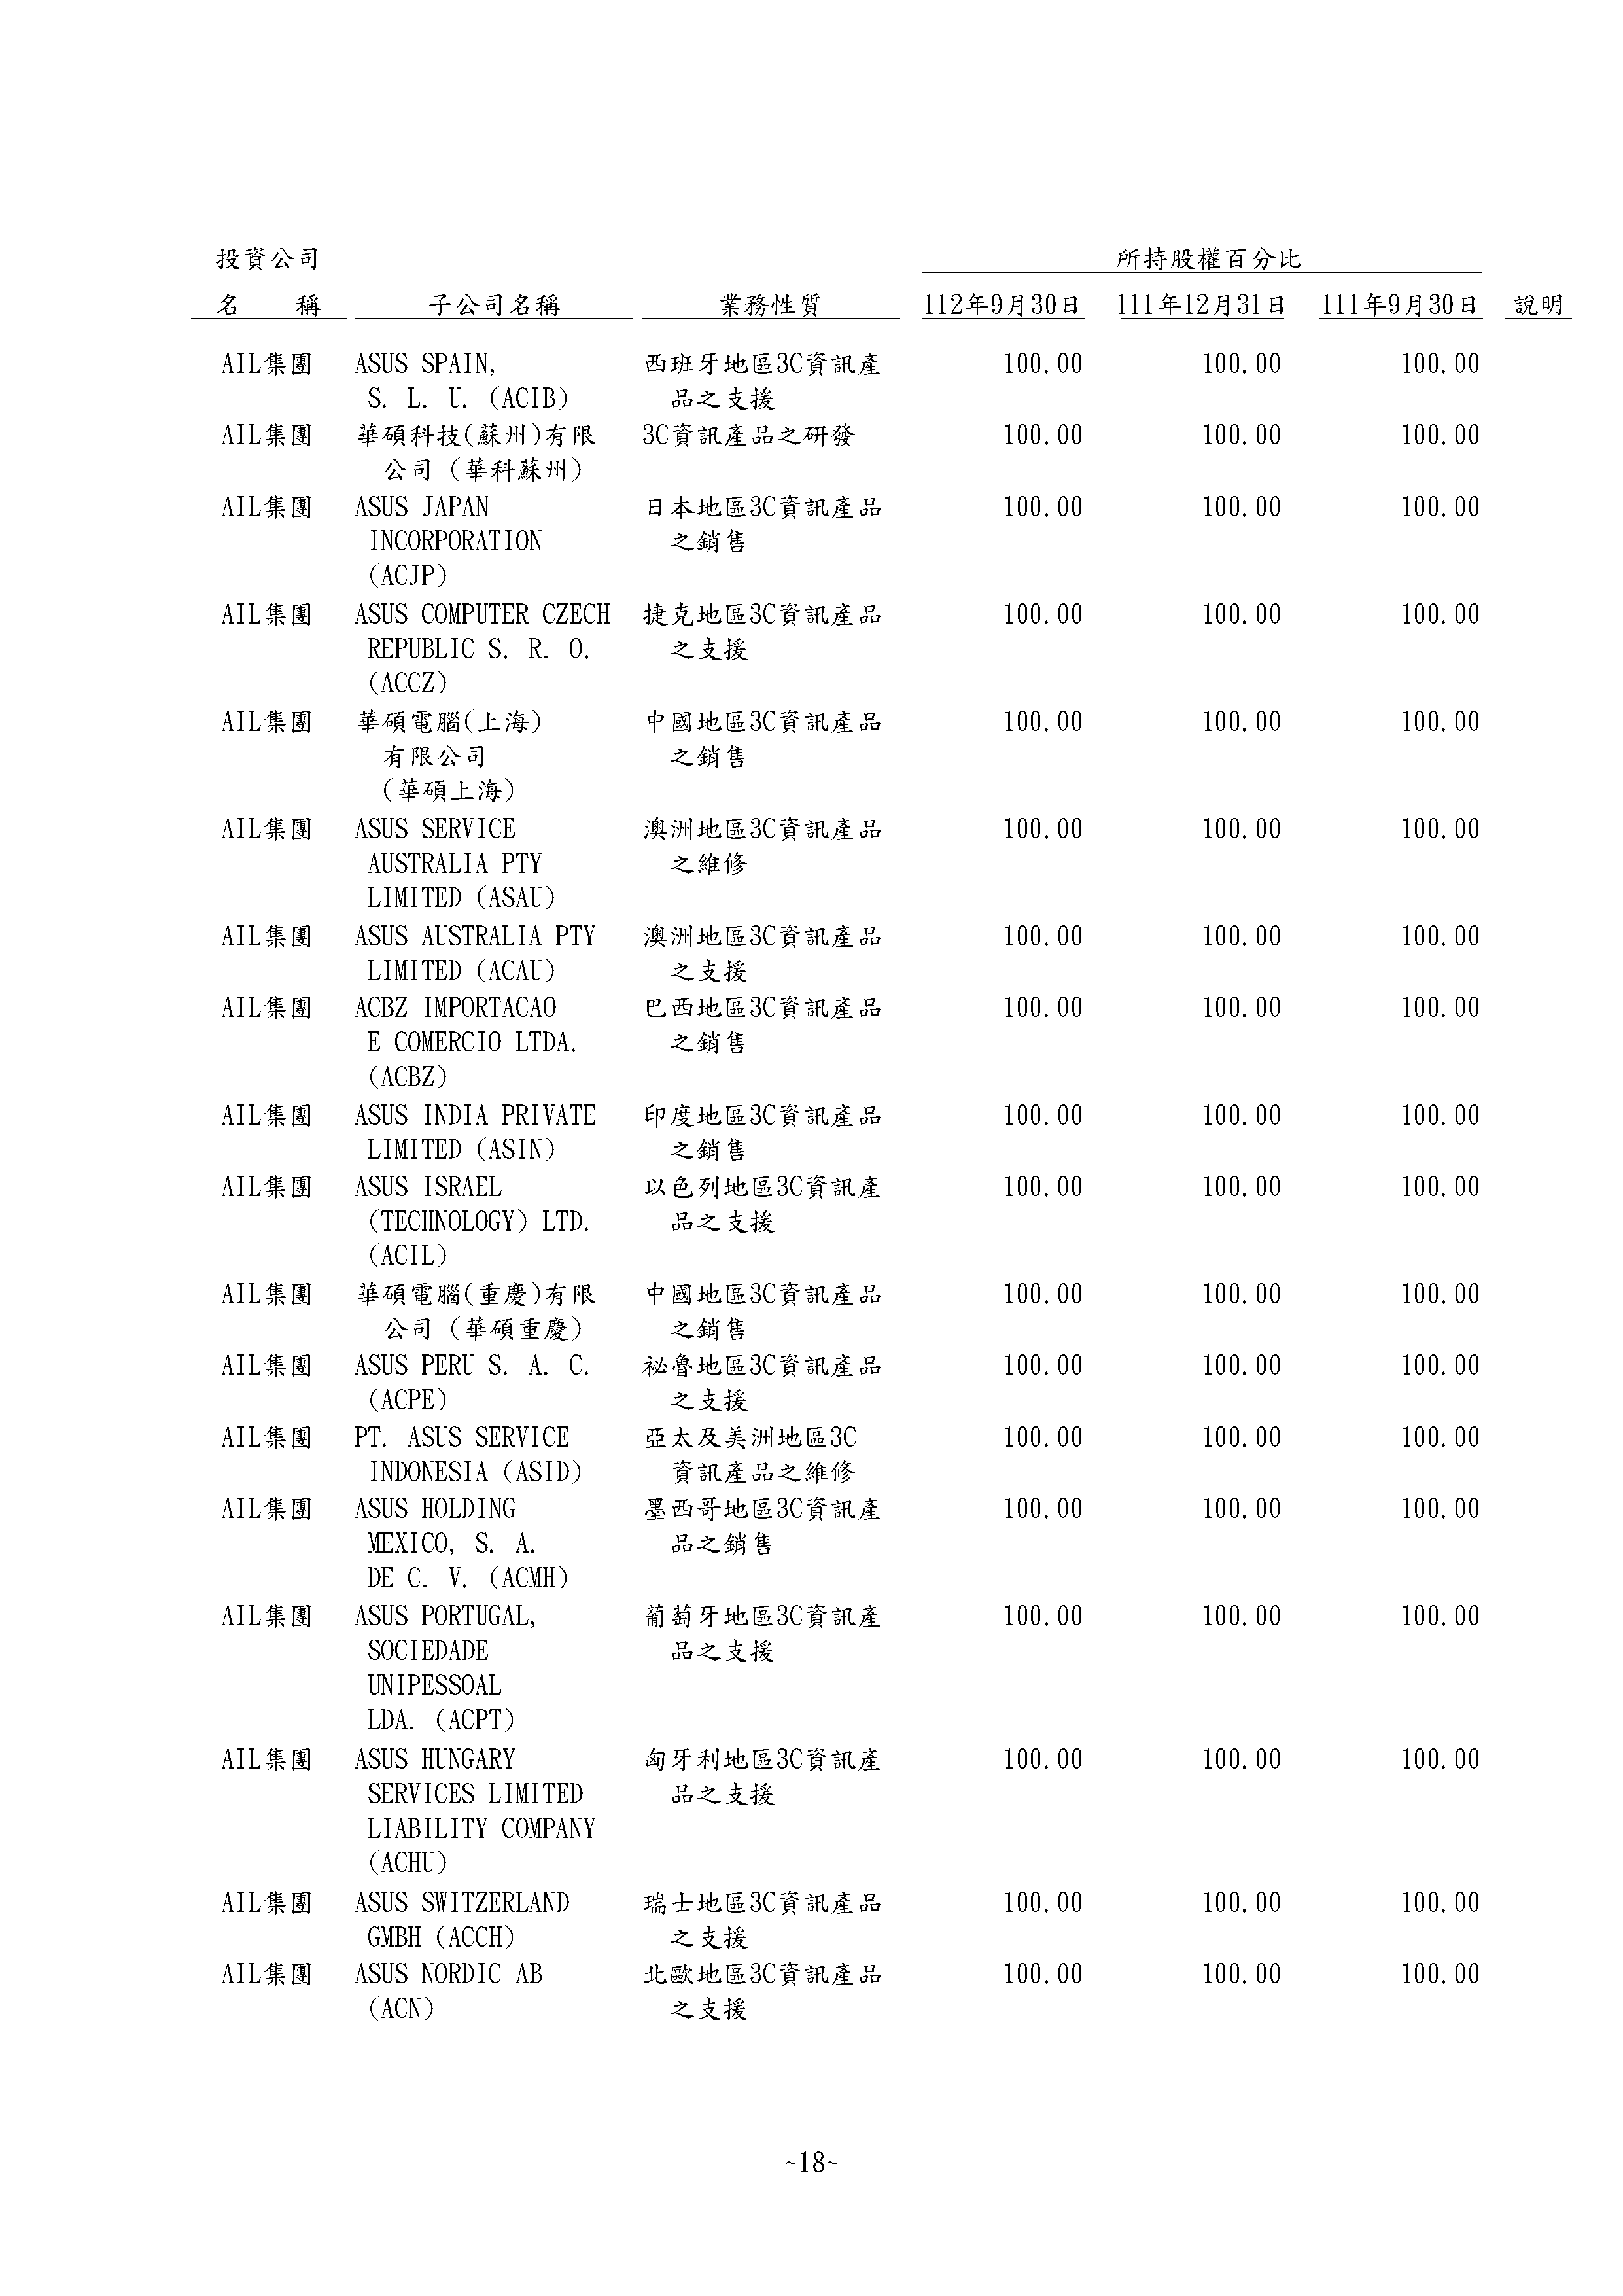 投資公司 所持股權百分比
名 稱 子公司名稱 業務性質 112年9月30日 111年12月31日 111年9月30日 說明
AIL集團 ASUS SPAIN, 西班牙地區3C資訊產 100.00 100.00 100.00
S. L. U. (ACIB) 品之支援
AIL集團 華碩科技(蘇州)有限 3C資訊產品之研發 100.00 100.00 100.00
公司 (華科蘇州)
AIL集團 ASUS JAPAN 日本地區3C資訊產品 100.00 100.00 100.00
INCORPORATION 之銷售
(ACJP)
AIL集團 ASUS COMPUTER CZECH 捷克地區3C資訊產品 100.00 100.00 100.00
REPUBLIC S. R. O. 之支援
(ACCZ)
AIL集團 華碩電腦(上海) 中國地區3C資訊產品 100.00 100.00 100.00
有限公司 之銷售
(華碩上海)
AIL集團 ASUS SERVICE 澳洲地區3C資訊產品 100.00 100.00 100.00
AUSTRALIA PTY 之維修
LIMITED (ASAU)
AIL集團 ASUS AUSTRALIA PTY 澳洲地區3C資訊產品 100.00 100.00 100.00
LIMITED (ACAU) 之支援
AIL集團 ACBZ IMPORTACAO 巴西地區3C資訊產品 100.00 100.00 100.00
E COMERCIO LTDA. 之銷售
(ACBZ)
AIL集團 ASUS INDIA PRIVATE 印度地區3C資訊產品 100.00 100.00 100.00
LIMITED (ASIN) 之銷售
AIL集團 ASUS ISRAEL 以色列地區3C資訊產 100.00 100.00 100.00
(TECHNOLOGY) LTD. 品之支援
(ACIL)
AIL集團 華碩電腦(重慶)有限 中國地區3C資訊產品 100.00 100.00 100.00
公司 (華碩重慶) 之銷售
AIL集團 ASUS PERU S. A. C. 祕魯地區3C資訊產品 100.00 100.00 100.00
(ACPE) 之支援
AIL集團 PT. ASUS SERVICE 亞太及美洲地區3C 100.00 100.00 100.00
INDONESIA (ASID) 資訊產品之維修
AIL集團 ASUS HOLDING 墨西哥地區3C資訊產 100.00 100.00 100.00
MEXICO, S. A. 品之銷售
DE C. V. (ACMH)
AIL集團 ASUS PORTUGAL, 葡萄牙地區3C資訊產 100.00 100.00 100.00
SOCIEDADE 品之支援
UNIPESSOAL
LDA. (ACPT)
AIL集團 ASUS HUNGARY 匈牙利地區3C資訊產 100.00 100.00 100.00
SERVICES LIMITED 品之支援
LIABILITY COMPANY
(ACHU)
AIL集團 ASUS SWITZERLAND 瑞士地區3C資訊產品 100.00 100.00 100.00
GMBH (ACCH) 之支援
AIL集團 ASUS NORDIC AB 北歐地區3C資訊產品 100.00 100.00 100.00
(ACN) 之支援
~18~